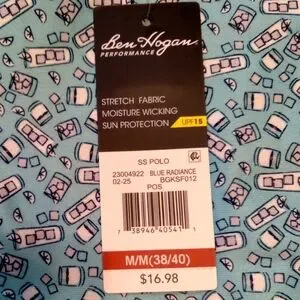 Ben Hogan
PERFORMANCE
STRETCH FABRIC
MOISTURE WICKING
SUN PROTECTION UPF15
SS POLO
23004922 BLUE RADIANCE
02-25 BGKSF012
POS
7 38946 40541 1
M/M(38/40)
$16.98